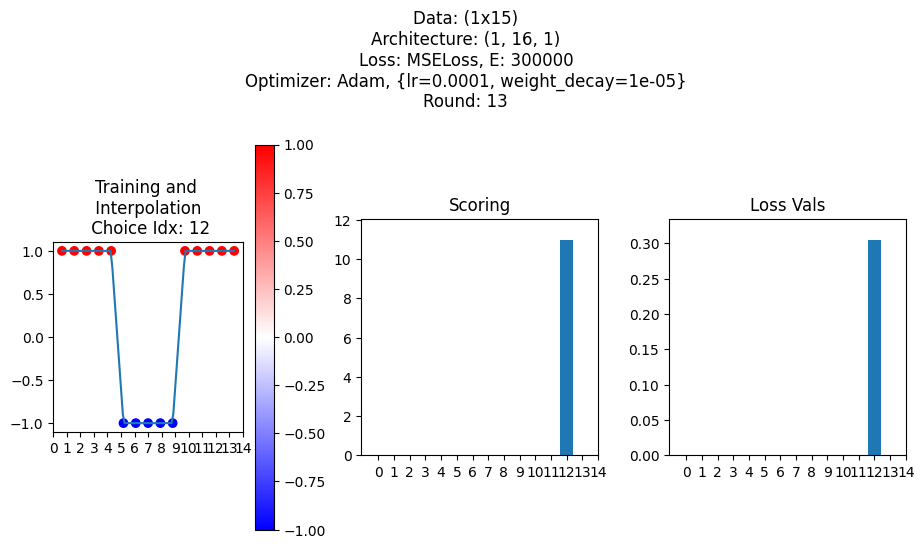 Data: (1x15)
Architecture: (1, 16, 1)
Loss: MSELoss, E: 300000
Optimizer: Adam, {lr=0.0001, weight_decay=1e-05}
Round: 13
Training and
Interpolation
Choice Idx: 12
1.0
0.5
0.0
−0.5
−1.0
0 1 2 3 4 5 6 7 8 9 10 11 12 13 14
1.00
0.75
0.50
0.25
0.00
−0.25
−0.50
−0.75
−1.00
Scoring
12
10
8
6
4
2
0
0 1 2 3 4 5 6 7 8 9 10 11 12 13 14
Loss Vals
0.30
0.25
0.20
0.15
0.10
0.05
0.00
0 1 2 3 4 5 6 7 8 9 10 11 12 13 14